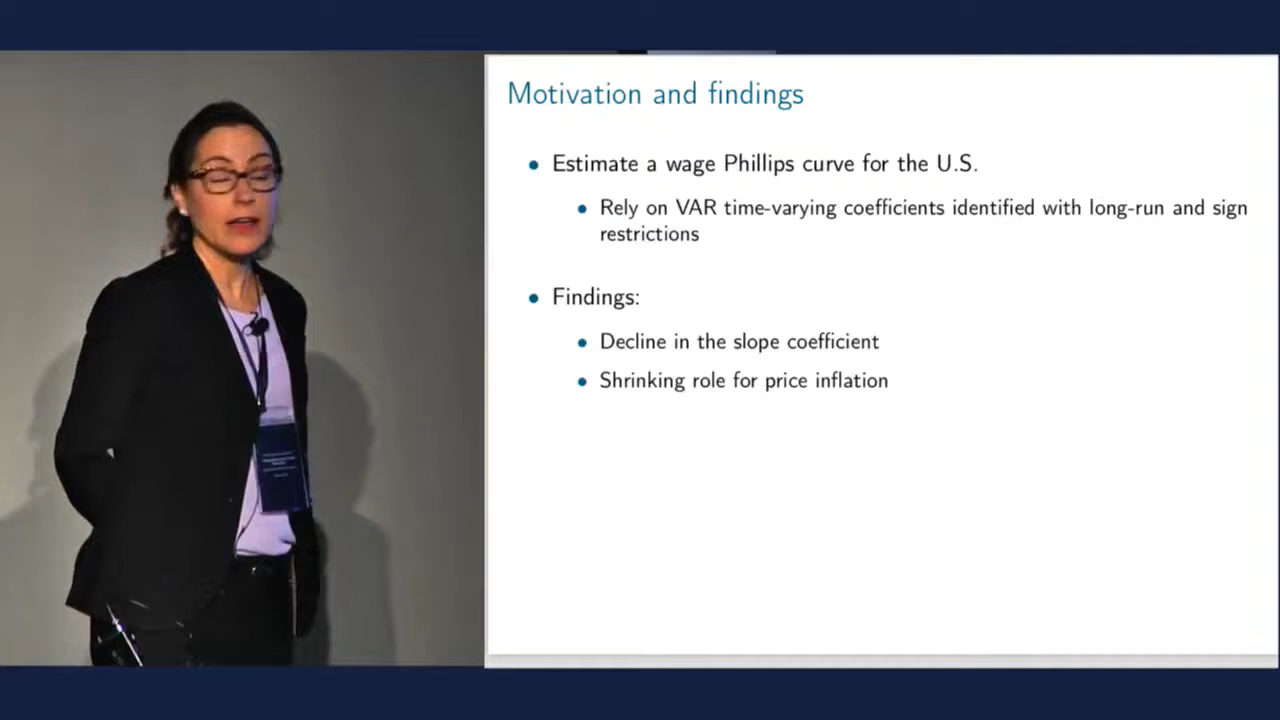 Motivation and findings
• Estimate a wage Phillips curve for the U.S.
• Rely on VAR time-varying coefficients identified with long-run and sign
restrictions
• Findings:
• Decline in the slope coefficient
• Shrinking role for price inflation